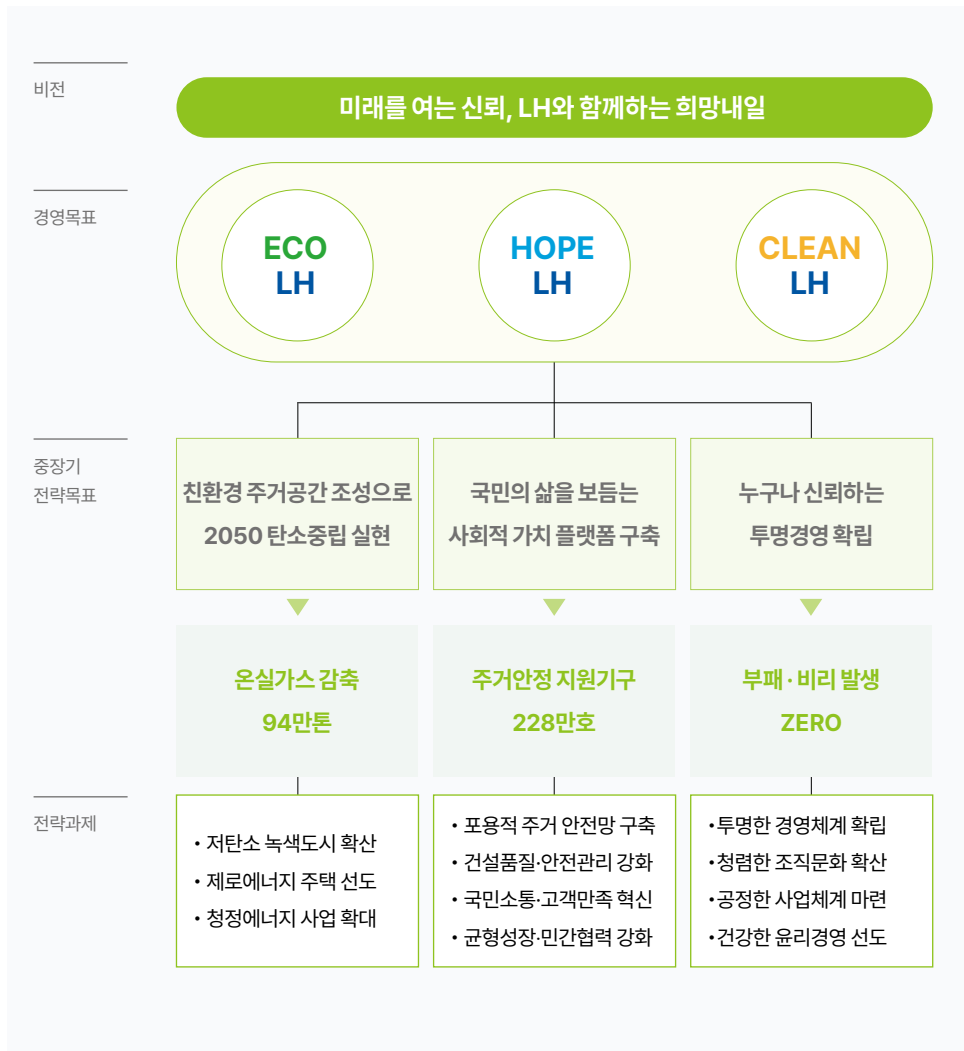 비전
미래를 여는 신뢰, LH와 함께하는 희망내일
경영목표
ECO
LH
HOPE
LH
CLEAN
LH
중장기
전략목표
친환경 주거공간 조성으로
2050 탄소중립 실현
국민의 삶을 보듬는
사회적 가치 플랫폼 구축
누구나 신뢰하는
투명경영 확립
온실가스 감축
94만톤
주거안정 지원기구
228만호
부패 · 비리 발생
ZERO
전략과제
• 저탄소 녹색도시 확산
• 제로에너지 주택 선도
• 청정에너지 사업 확대
• 포용적 주거 안전망 구축
• 건설품질·안전관리 강화
• 국민소통·고객만족 혁신
• 균형성장·민간협력 강화
•투명한 경영체계 확립
•청렴한 조직문화 확산
•공정한 사업체계 마련
•건강한 윤리경영 선도